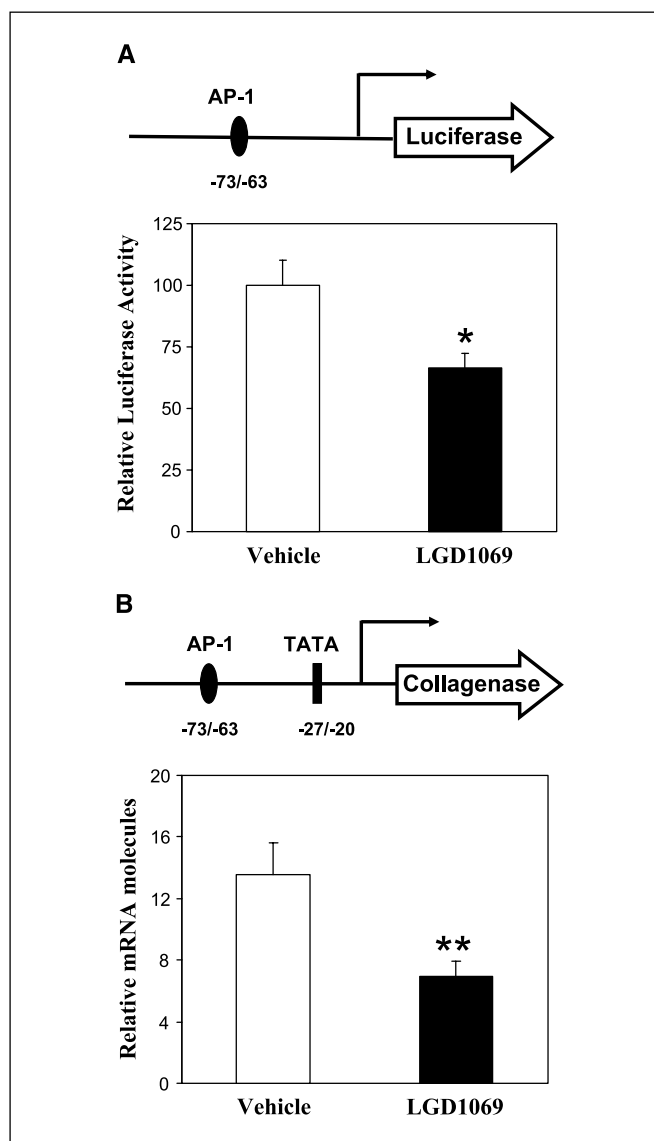 A
AP-1
Luciferase
-73/-63
Relative Luciferase Activity
125
100
75
50
25
0
*
Vehicle LGD1069
B
AP-1 TATA
Collagenase
-73/-63 -27/-20
Relative mRNA molecules
20
16
12
8
4
0
**
Vehicle LGD1069